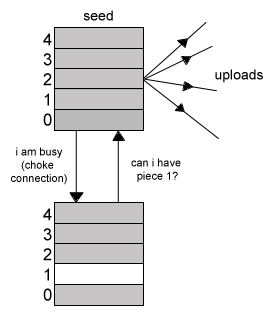 seed
4
3
2
1
0
uploads
i am busy
(choke
connection)
can i have
piece 1?
4
3
2
1
0